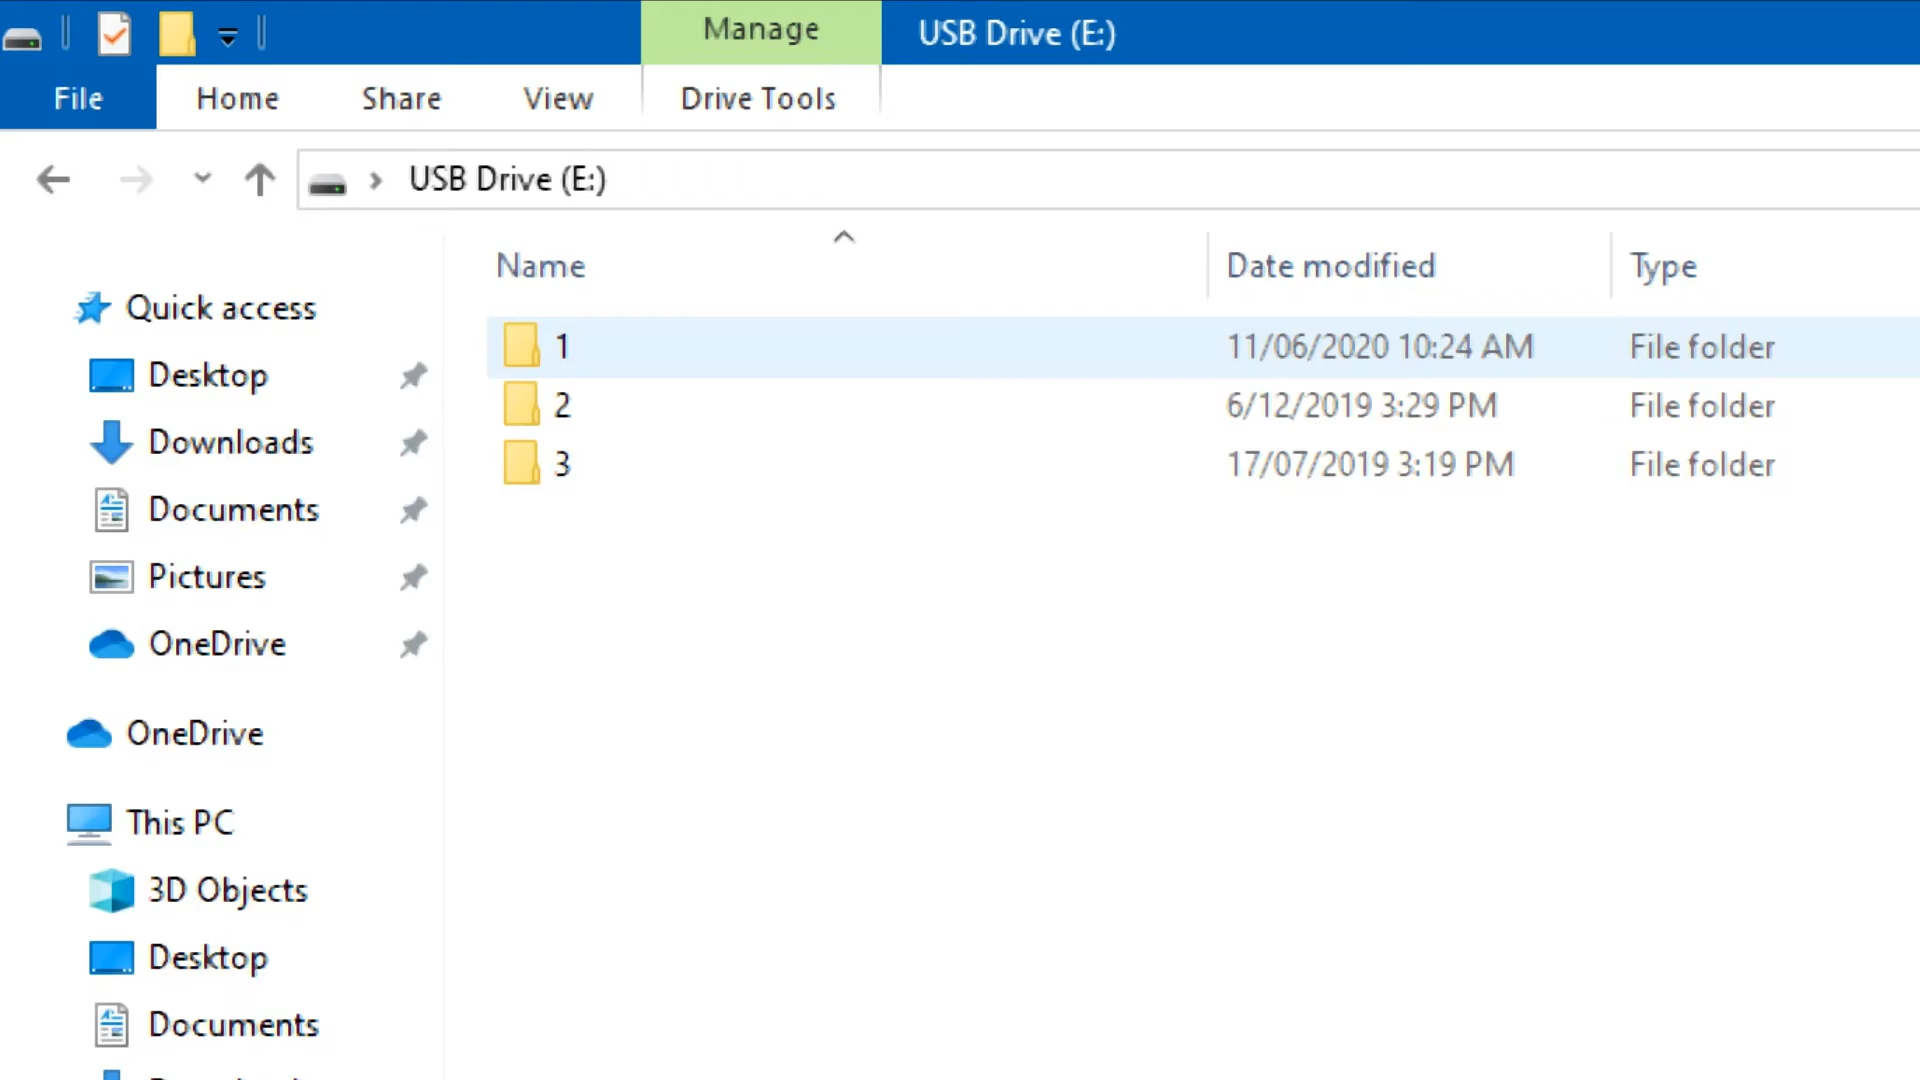 Manage
USB Drive (E:)
File
Home
Share
View
Drive Tools
USB Drive (E:)
Name
Date modified
Type
Quick access
Desktop
Downloads
Documents
Pictures
OneDrive
OneDrive
This PC
3D Objects
Desktop
Documents
1 11/06/2020 10:24 AM File folder
2 6/12/2019 3:29 PM File folder
3 17/07/2019 3:19 PM File folder